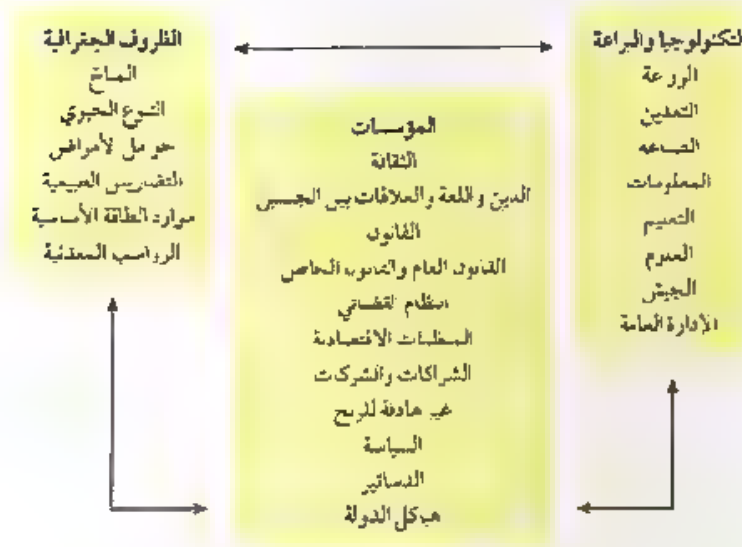 الظروف الجغرافية
المناخ
التنوع الحيوي
عوامل الأمراض
التضاريس الطبيعية
موارد الطاقة الأساسية
الرواسب المعدنية
المؤسسات
الثقافة
الدين واللغة والعلاقات بين الجنسين
القانون
القانون العام والقانون الخاص
النظام القضائي
المنظمات الاقتصادية
الشراكات والشركات
غير هادفة للربح
السياسة
الدساتير
هياكل الدولة
التكنولوجيا والبراعة
الزراعة
التعدين
الصناعة
المعلومات
التعليم
العلوم
الجيش
الإدارة العامة